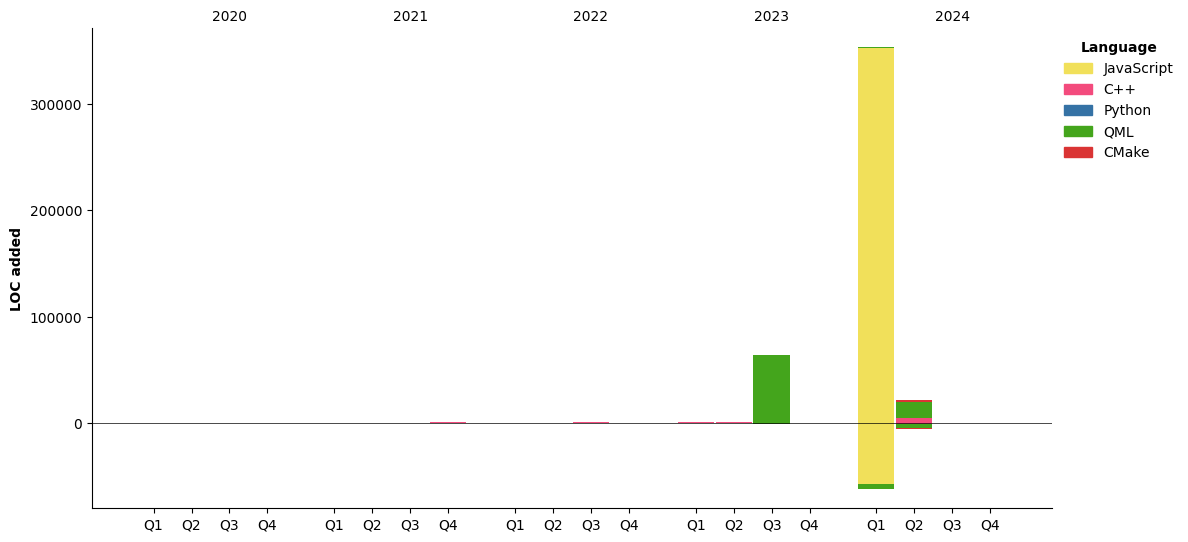 2020 2021 2022 2023 2024
Language
JavaScript
C++
Python
QML
CMake
LOC added
300000
200000
100000
0
Q1 Q2 Q3 Q4 Q1 Q2 Q3 Q4 Q1 Q2 Q3 Q4 Q1 Q2 Q3 Q4 Q1 Q2 Q3 Q4